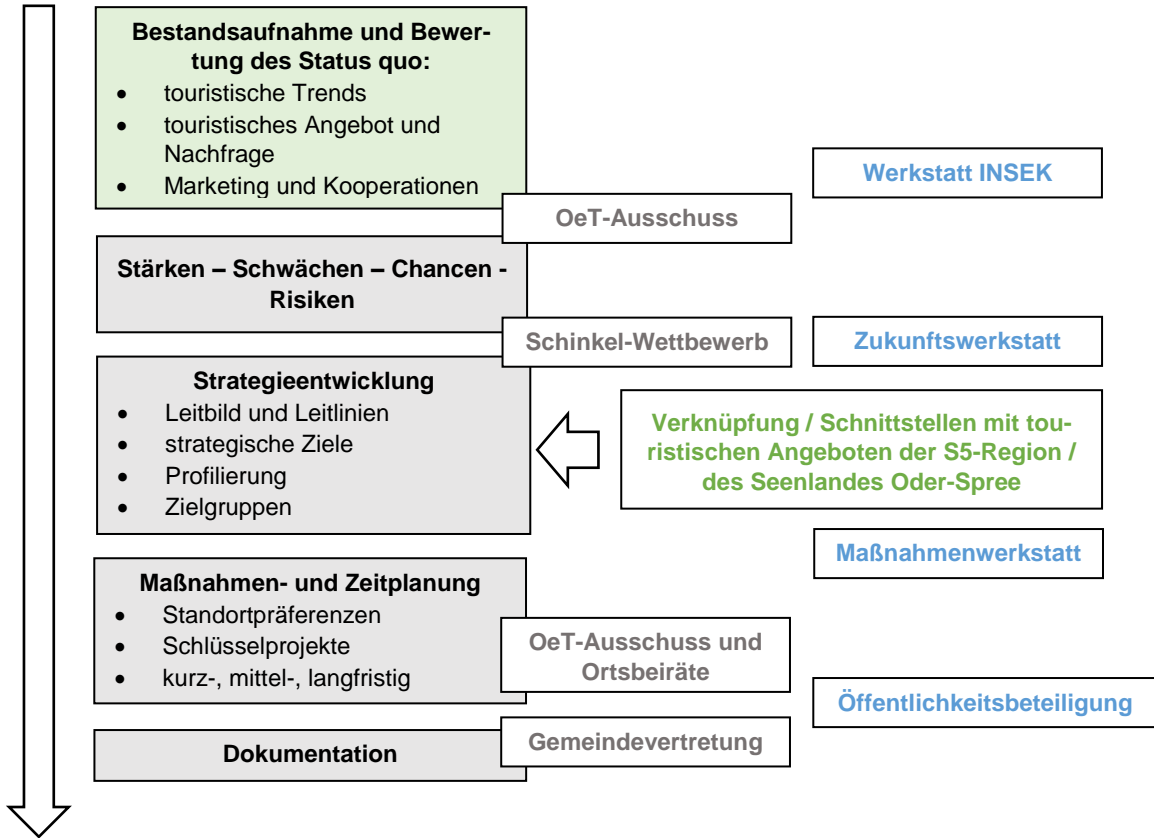 Bestandsaufnahme und Bewer-
tung des Status quo:
• touristische Trends
• touristisches Angebot und
Nachfrage
• Marketing und Kooperationen
Werkstatt INSEK
OeT-Ausschuss
Stärken – Schwächen – Chancen -
Risiken
Schinkel-Wettbewerb
Zukunftswerkstatt
Strategieentwicklung
• Leitbild und Leitlinien
• strategische Ziele
• Profilierung
• Zielgruppen
Verknüpfung / Schnittstellen mit tou-
ristischen Angeboten der S5-Region /
des Seenlandes Oder-Spree
Maßnahmenwerkstatt
Maßnahmen- und Zeitplanung
• Standortpräferenzen
• Schlüsselprojekte
• kurz-, mittel-, langfristig
OeT-Ausschuss und
Ortsbeiräte
Öffentlichkeitsbeteiligung
Gemeindevertretung
Dokumentation